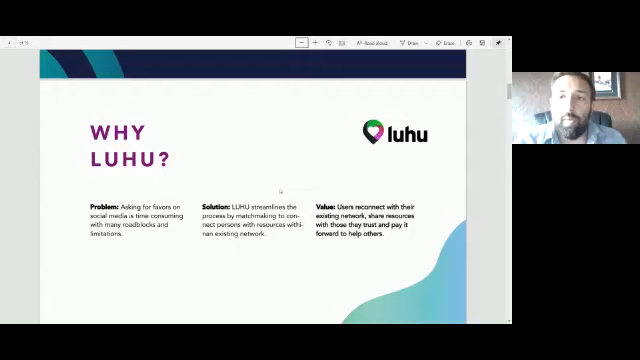 of 15
Read aloud
Draw
Erase
WHY
LUHU?
luhu
Problem: Asking for favors on
social media is time consuming
with many roadblocks and
limitations.
Solution: LUHU streamlines the
process by matchmaking to con-
nect persons with resources withi-
nan existing network.
Value: Users reconnect with their
existing network, share resources
with those they trust and pay it
forward to help others.